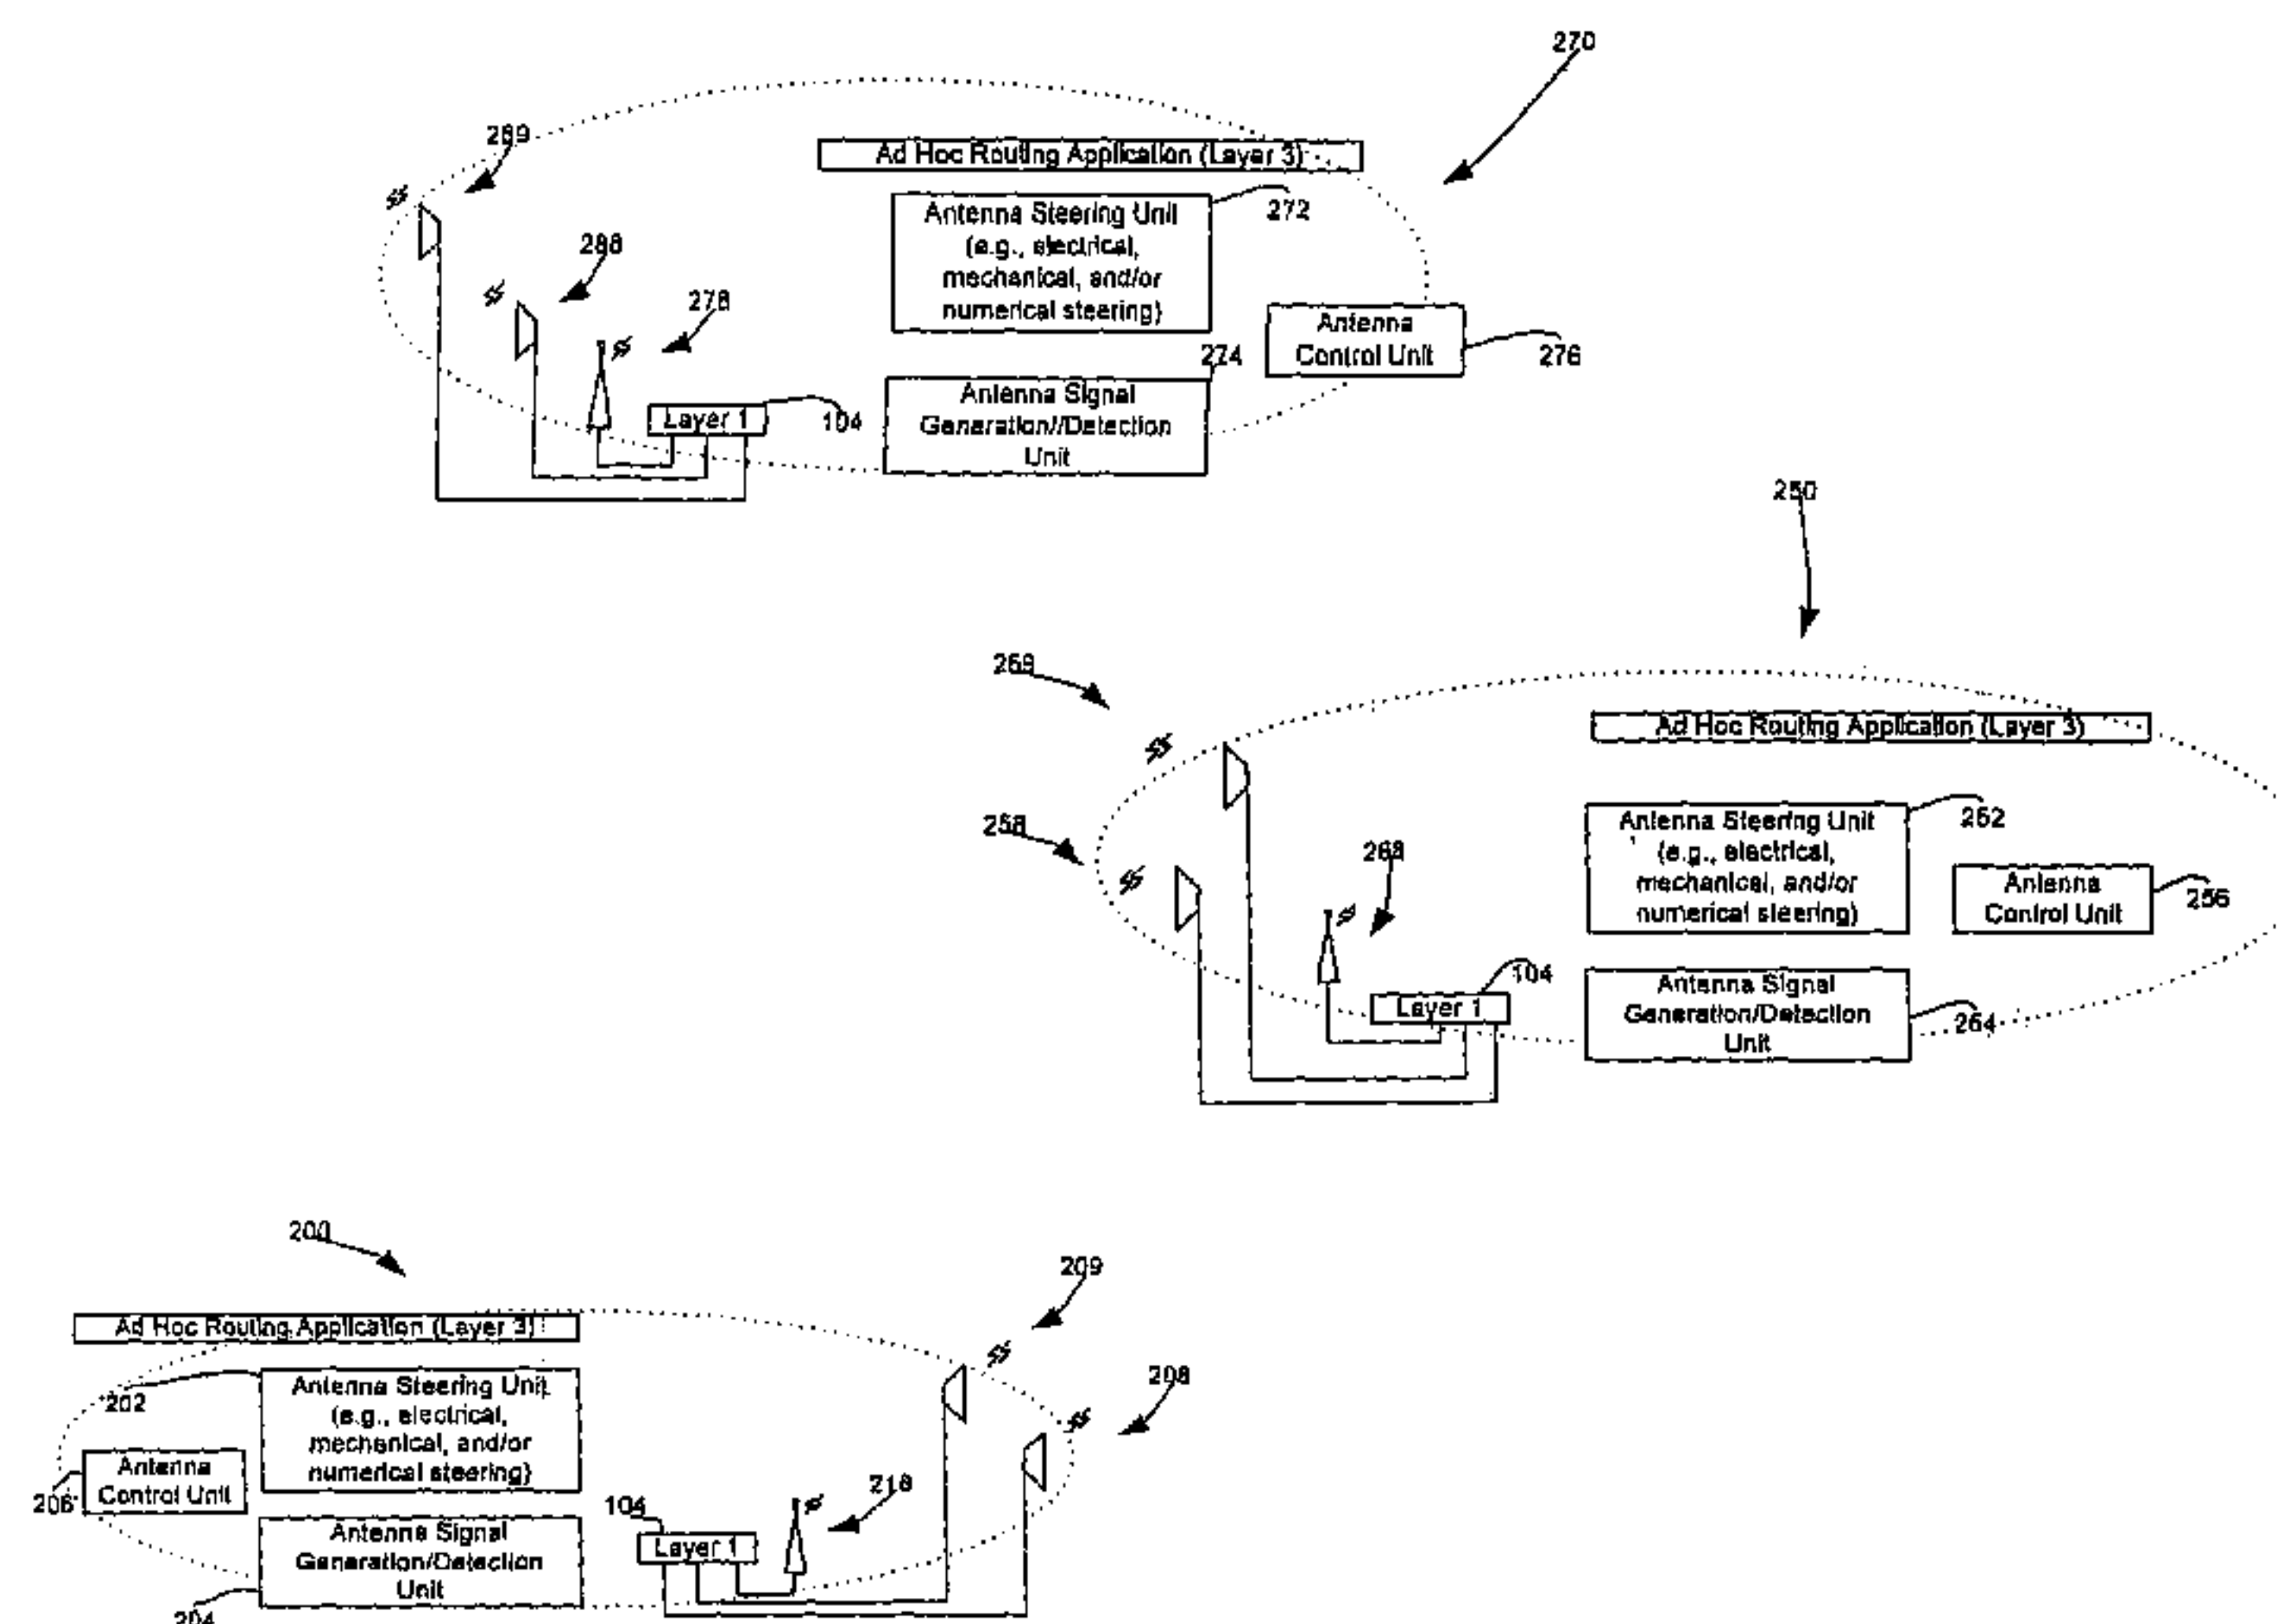 270
289
Ad Hoc Routing Application (Layer 3)
Antenna Steering Unit
(e.g., electrical,
mechanical, and/or
numerical steering)
272
288
278
Antenna
Control Unit
276
274
Antenna Signal
Generation//Detection
Unit
Layer 1
104
250
269
Ad Hoc Routing Application (Layer 3)
Antenna Steering Unit
(e.g., electrical,
mechanical, and/or
numerical steering)
252
258
268
Antenna
Control Unit
256
104
Layer 1
Antenna Signal
Generation/Detection
Unit
264
200
209
Ad Hoc Routing Application (Layer 3)
208
202
Antenna Steering Unit
(e.g., electrical,
mechanical, and/or
numerical steering)
Antenna
Control Unit
206
218
104
Layer 1
Antenna Signal
Generation/Detection
Unit
204